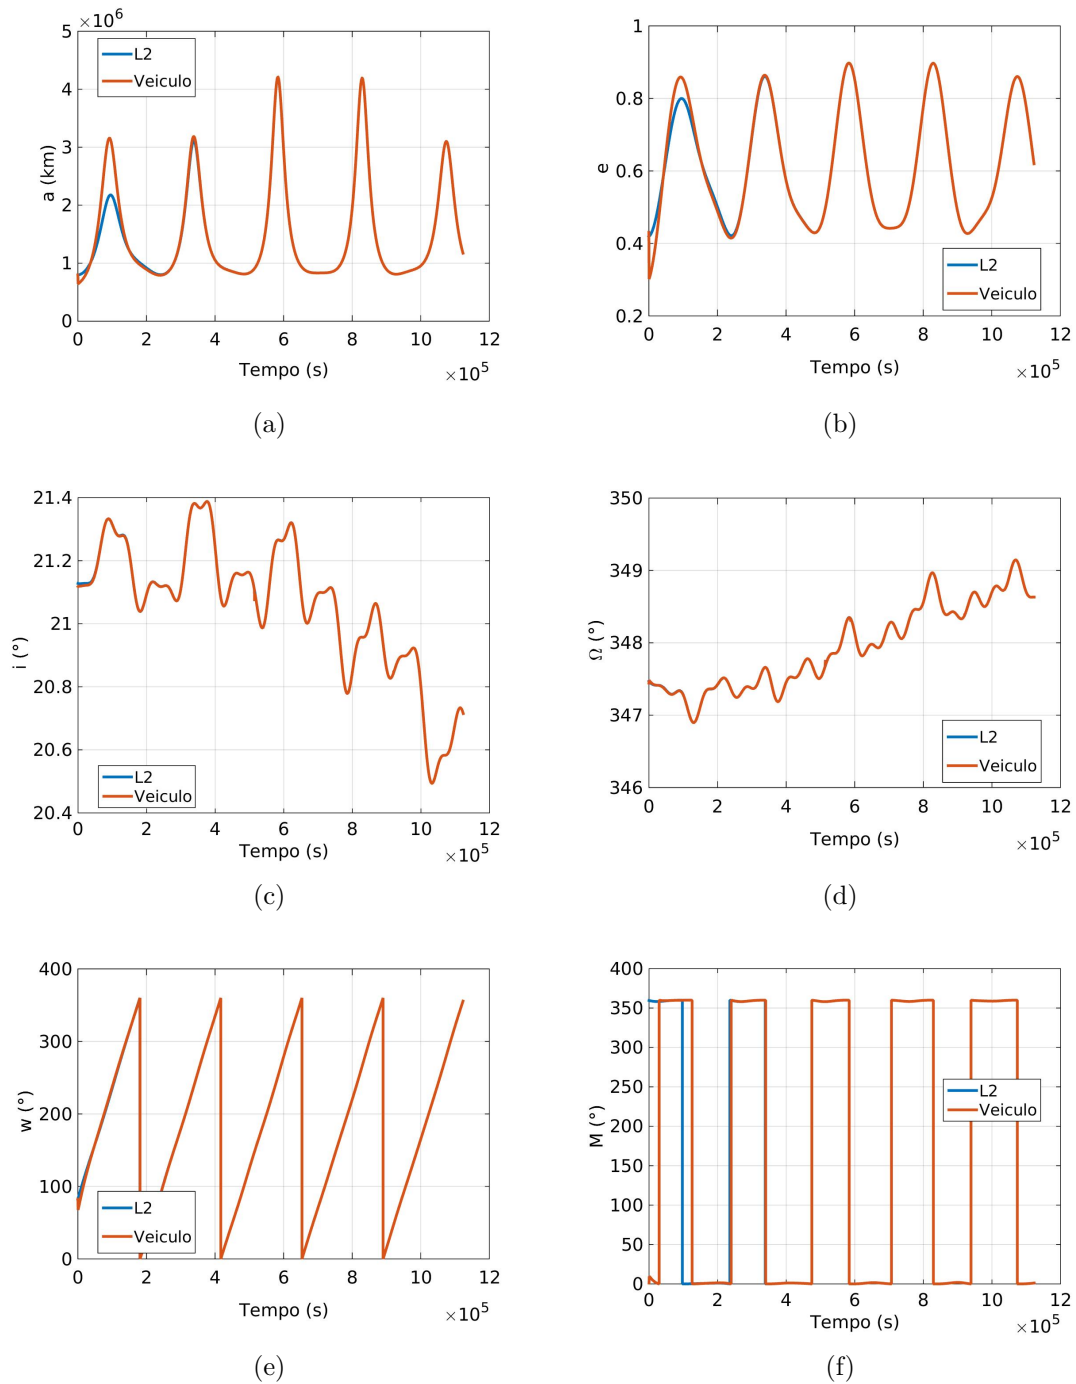 ×10⁶
5
4
3
2
1
0
a (km)
L2
Veiculo
0 2 4 6 8 10 12
Tempo (s)
×10⁵
(a)
1
0.8
0.6
0.4
0.2
e
L2
Veiculo
0 2 4 6 8 10 12
Tempo (s)
×10⁵
(b)
21.4
21.2
21
20.8
20.6
20.4
i (°)
L2
Veiculo
0 2 4 6 8 10 12
Tempo (s)
×10⁵
(c)
350
349
348
347
346
Ω (°)
L2
Veiculo
0 2 4 6 8 10 12
Tempo (s)
×10⁵
(d)
400
300
200
100
0
w (°)
L2
Veiculo
0 2 4 6 8 10 12
Tempo (s)
×10⁵
(e)
400
350
300
250
200
150
100
50
0
M (°)
L2
Veiculo
0 2 4 6 8 10 12
Tempo (s)
×10⁵
(f)